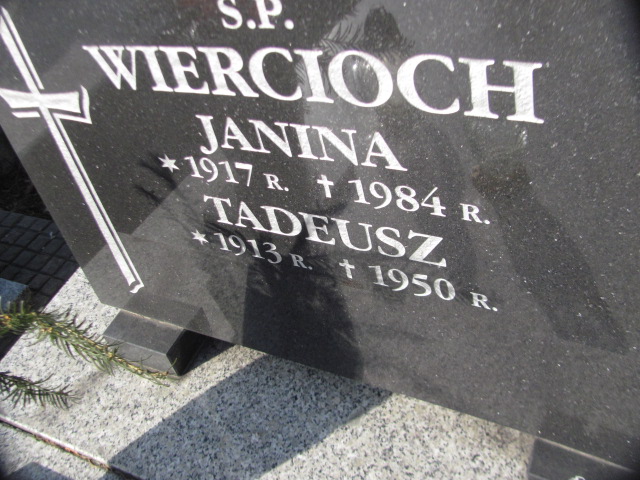 Ś.P.
WIERCIOCH
JANINA
*1917 R. †1984 R.
TADEUSZ
*1913 R. †1950 R.